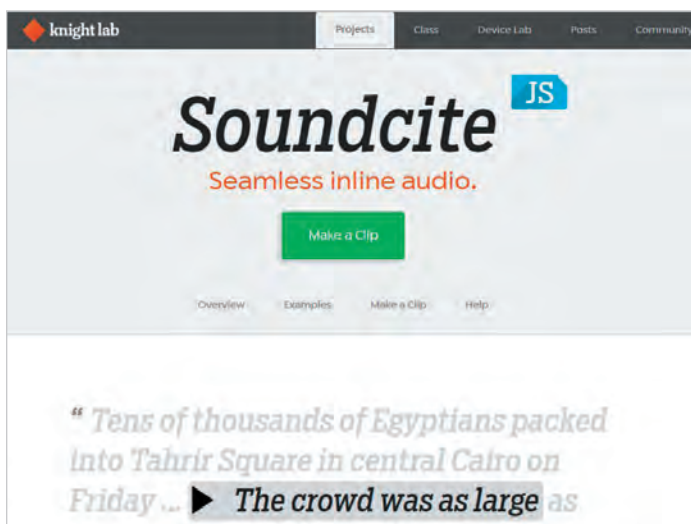 knight lab Projects Class Device Lab Posts Community
Soundcite JS
Seamless inline audio.
Make a Clip
Overview Examples Make a Clip Help
“ Tens of thousands of Egyptians packed
into Tahrir Square in central Cairo on
Friday ... The crowd was as large as